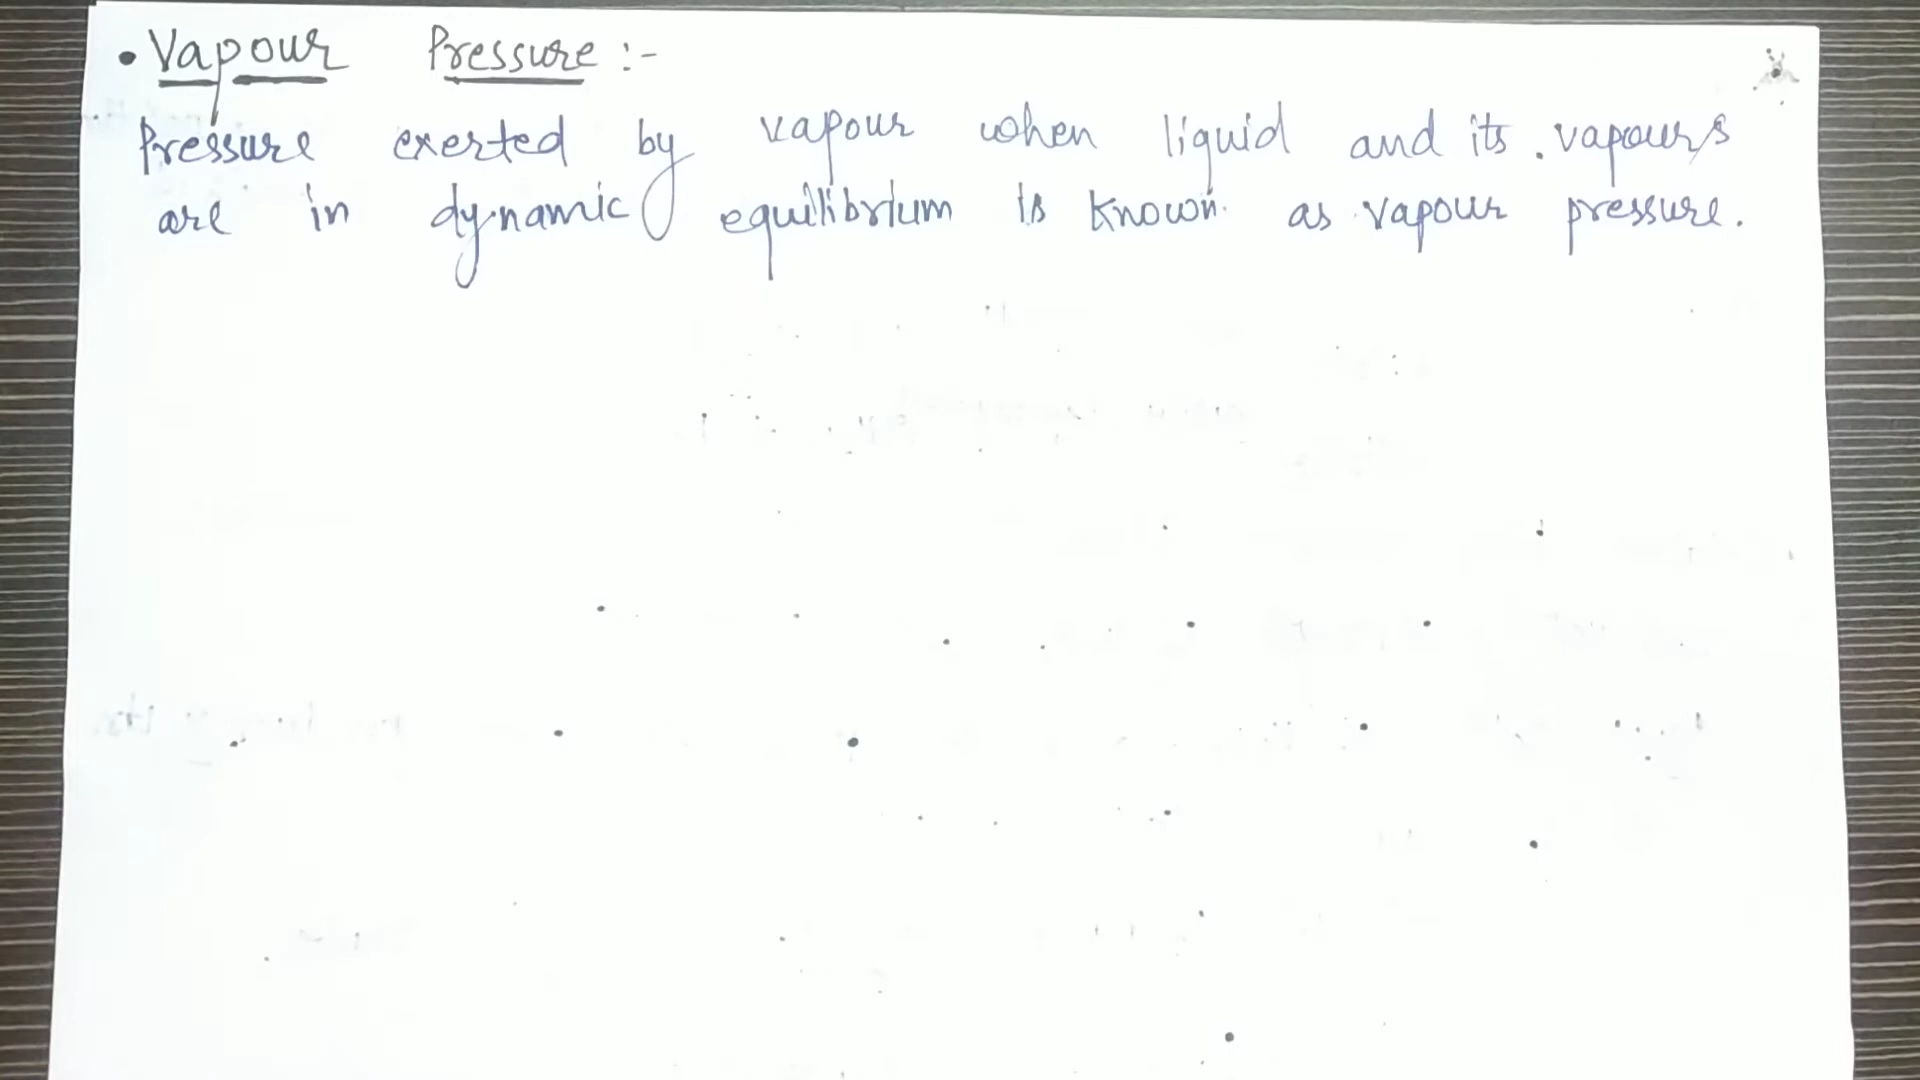 • Vapour Pressure :-
Pressure exerted by vapour when liquid and its vapours
are in dynamic equilibrium is known as vapour pressure.